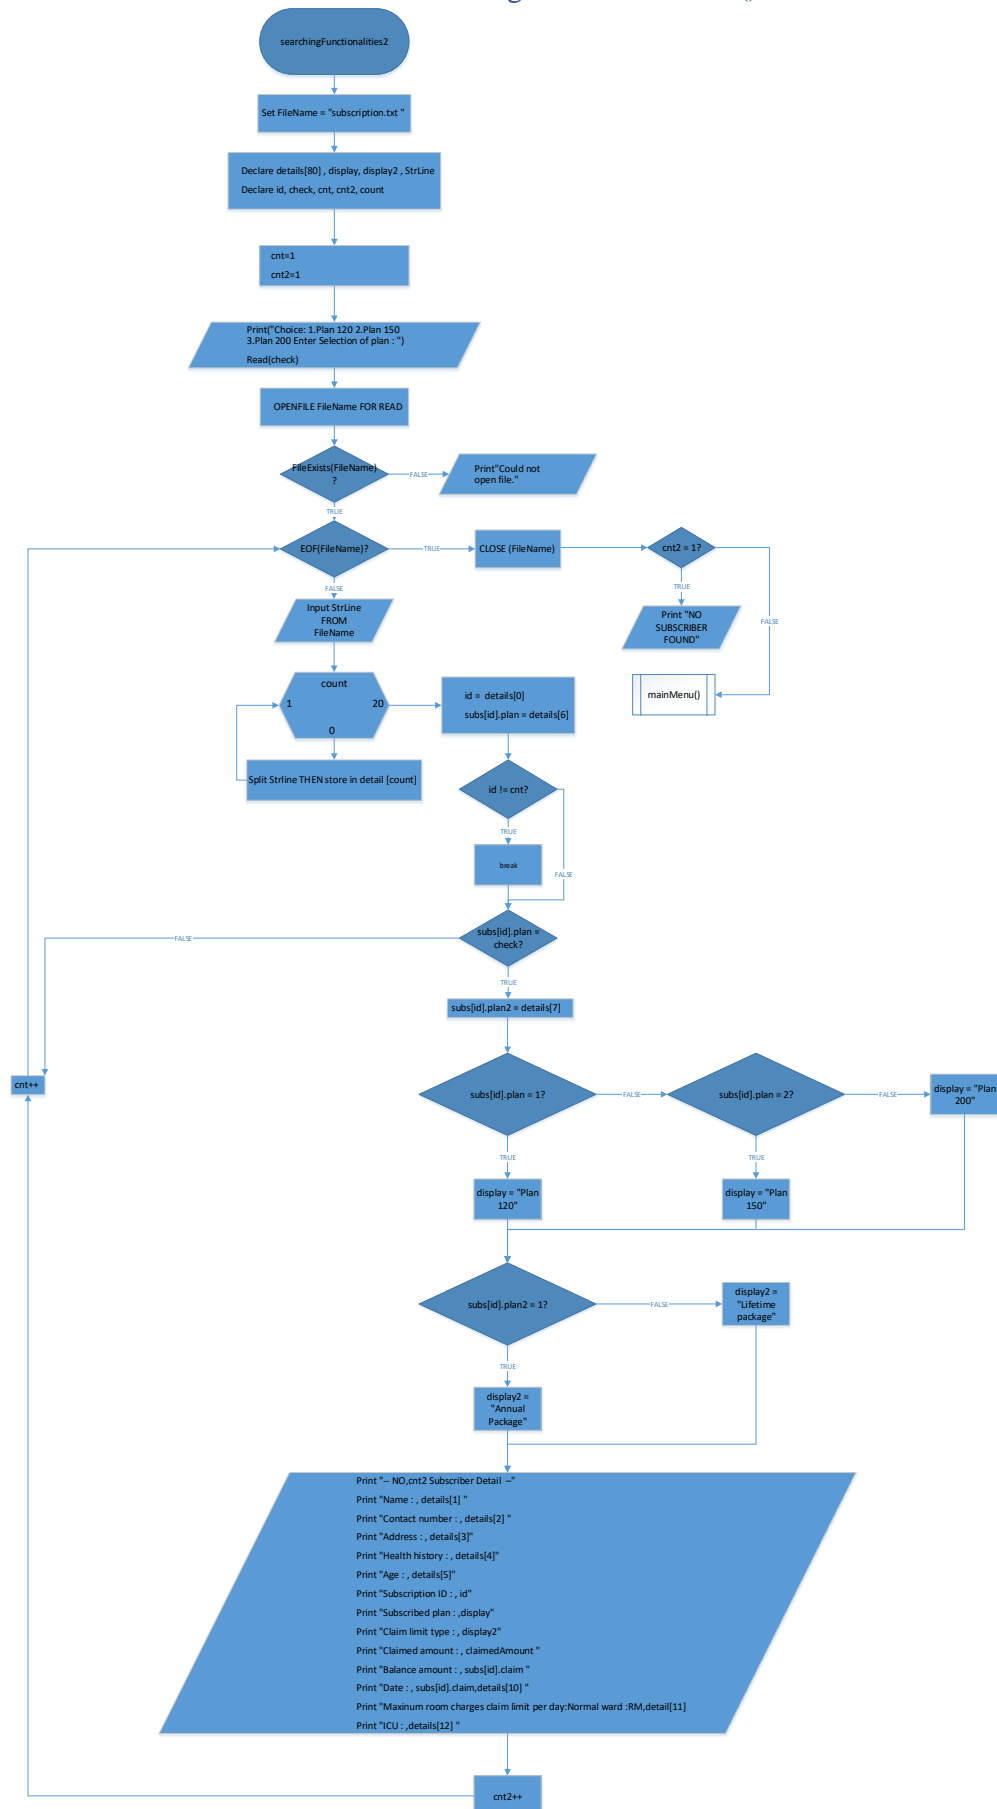 searchingFunctionalities2
Set FileName = "subscription.txt "
Declare details[80] , display, display2 , StrLine
Declare id, check, cnt, cnt2, count
cnt=1
cnt2=1
Print("Choice: 1.Plan 120 2.Plan 150
3.Plan 200 Enter Selection of plan : ")
Read(check)
OPENFILE FileName FOR READ
FileExists(FileName)
?
FALSE
Print"Could not
open file."
TRUE
EOF(FileName)?
TRUE
CLOSE (FileName)
cnt2 = 1?
FALSE
TRUE
Input StrLine
FROM
FileName
Print "NO
SUBSCRIBER
FOUND"
FALSE
count
1
20
0
id = details[0]
subs[id].plan = details[6]
mainMenu()
Split Strline THEN store in detail [count]
id != cnt?
TRUE
break
FALSE
subs[id].plan =
check?
FALSE
TRUE
subs[id].plan2 = details[7]
cnt++
subs[id].plan = 1?
FALSE
subs[id].plan = 2?
FALSE
display = "Plan
200"
TRUE
TRUE
display = "Plan
120"
display = "Plan
150"
subs[id].plan2 = 1?
FALSE
display2 =
"Lifetime
package"
TRUE
display2 =
"Annual
Package"
Print "-- NO,cnt2 Subscriber Detail --"
Print "Name : , details[1] "
Print "Contact number : , details[2] "
Print "Address : , details[3]"
Print "Health history : , details[4]"
Print "Age : , details[5]"
Print "Subscription ID : , id"
Print "Subscribed plan : ,display"
Print "Claim limit type : , display2"
Print "Claimed amount : , claimedAmount "
Print "Balance amount : , subs[id].claim "
Print "Date : , subs[id].claim,details[10] "
Print "Maxinum room charges claim limit per day:Normal ward :RM,detail[11]
Print "ICU : ,details[12] "
cnt2++